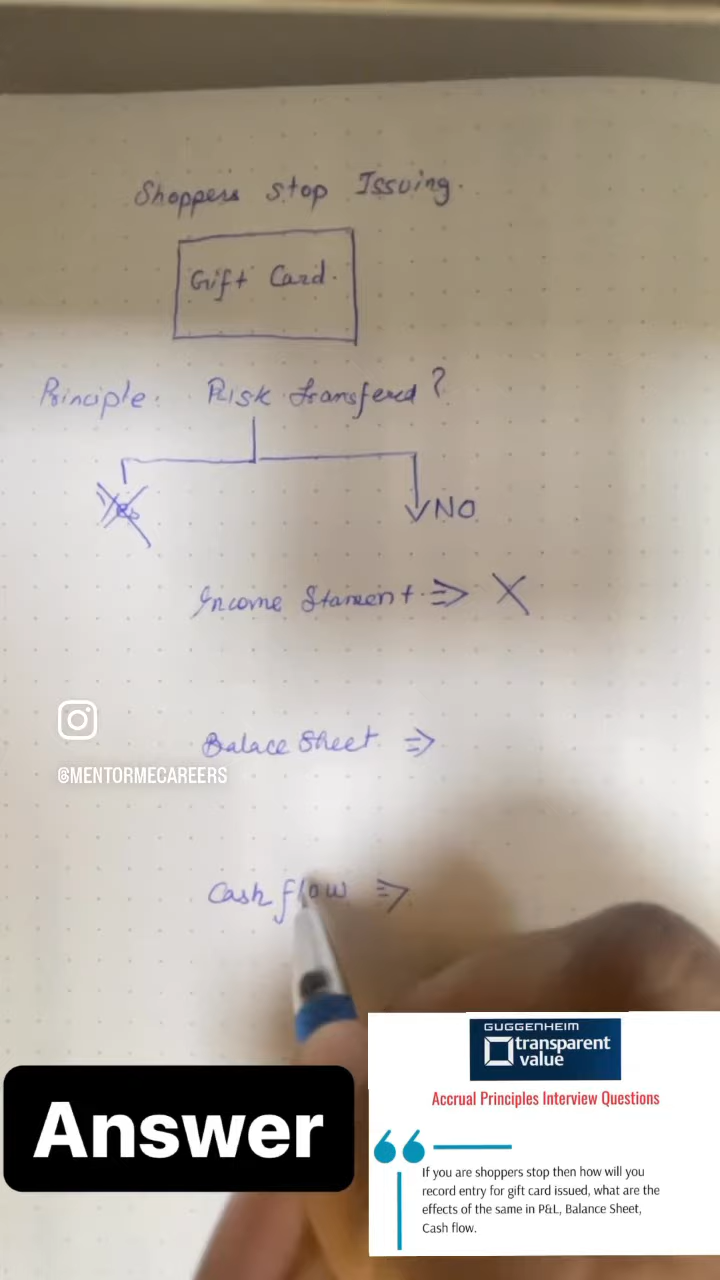 Shoppers Stop Issuing.
Gift Card.
Principle: Risk transfered?
Yes
NO
Income Stament. ⇒ X
Balace Sheet. ⇒
Cash flow ⇒
@MENTORMECAREERS
Answer
GUGGENHEIM
transparent
value
Accrual Principles Interview Questions
If you are shoppers stop then how will you
record entry for gift card issued, what are the
effects of the same in P&L, Balance Sheet,
Cash flow.